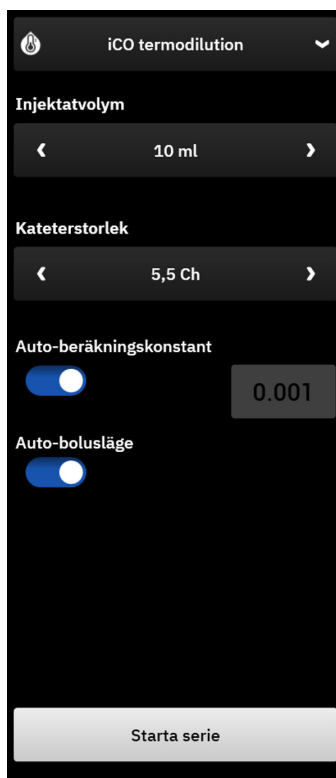 iCO termodilution
Injektatvolym
10 ml
Kateterstorlek
5,5 Ch
Auto-beräkningskonstant
0.001
Auto-bolusläge
Starta serie